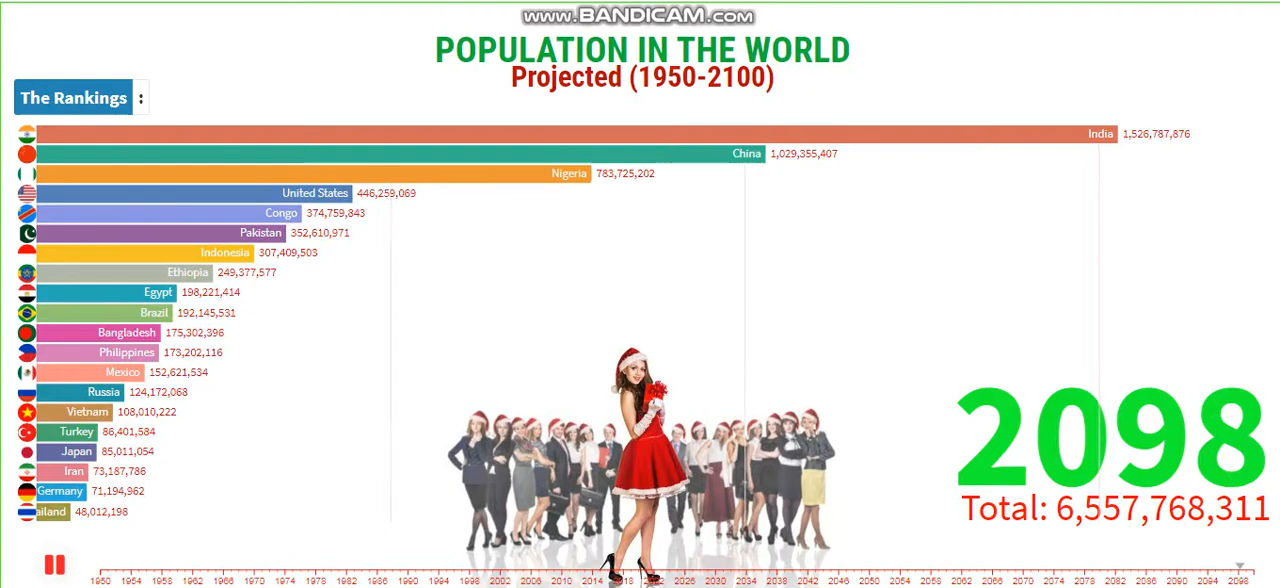 www.BANDICAM.com
POPULATION IN THE WORLD
Projected (1950-2100)
The Rankings :
India 1,526,787,876
China 1,029,355,407
Nigeria 783,725,202
United States 446,259,069
Congo 374,759,843
Pakistan 352,610,971
Indonesia 307,409,503
Ethiopia 249,377,577
Egypt 198,221,414
Brazil 192,145,531
Bangladesh 175,302,396
Philippines 173,202,116
Mexico 152,621,534
Russia 124,172,068
Vietnam 108,010,222
Turkey 86,401,584
Japan 85,011,054
Iran 73,187,786
Germany 71,194,962
ailand 48,012,198
2098
Total: 6,557,768,311
1950 1954 1958 1962 1966 1970 1974 1978 1982 1986 1990 1994 1998 2002 2006 2010 2014 2018 2022 2026 2030 2034 2038 2042 2046 2050 2054 2058 2062 2066 2070 2074 2078 2082 2086 2090 2094 2098